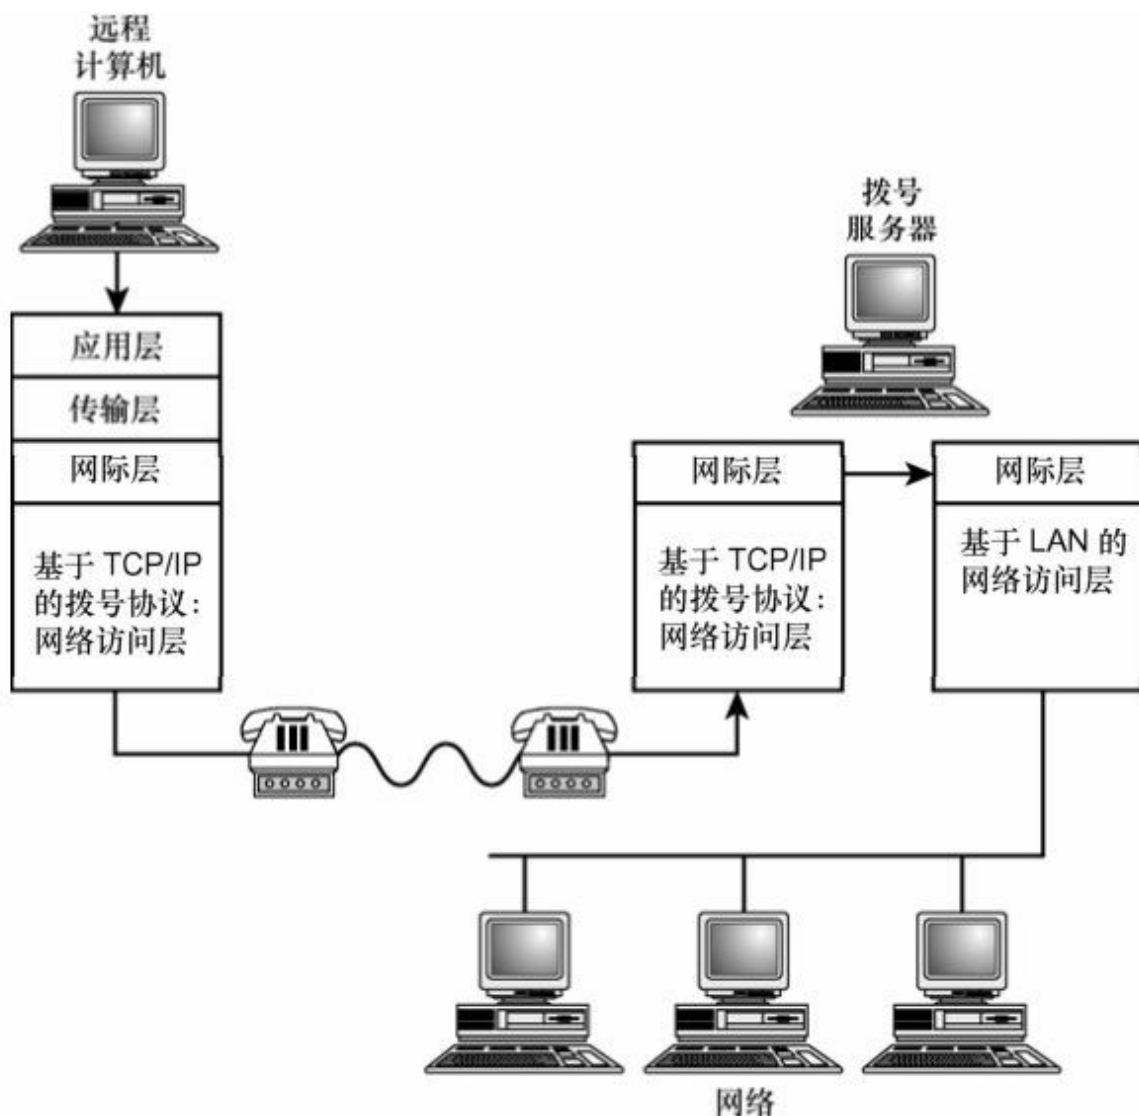 远程
计算机
拨号
服务器
应用层
传输层
网际层
基于 TCP/IP
的拨号协议：
网络访问层
网际层
基于 TCP/IP
的拨号协议：
网络访问层
网际层
基于 LAN 的
网络访问层
网络